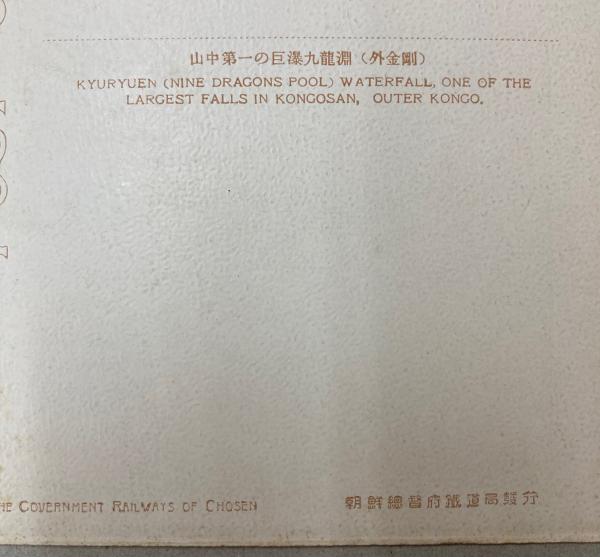 山中第一の巨瀑九龍淵（外金剛）
KYURYUEN (NINE DRAGONS POOL) WATERFALL, ONE OF THE
LARGEST FALLS IN KONGOSAN, OUTER KONGO.
HE GOVERNMENT RAILWAYS OF CHOSEN
朝鮮總督府鐵道局發行